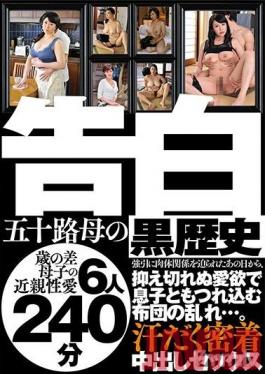 告白
五十路母の黒歴史
歳の差
母子の
近親性愛
6人
240分
強引に肉体関係を迫られたあの日から、
抑え切れぬ愛欲で
息子ともつれ込む
布団の乱れ…。
汗だく密着
中出しセックス